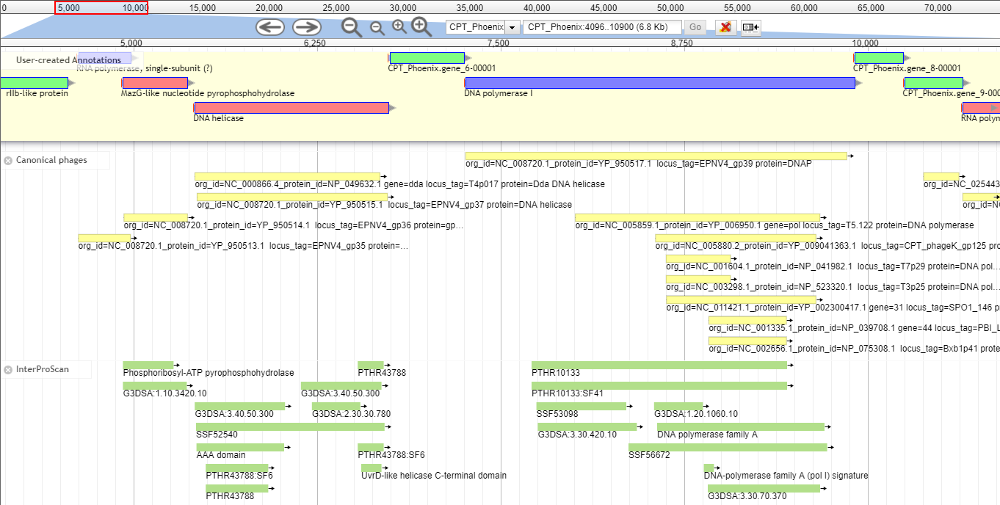 0 5,000 10,000 15,000 20,000 25,000 30,000 35,000 40,000 45,000 50,000 55,000 60,000 65,000 70,000
CPT_Phoenix CPT_Phoenix:4096..10900 (6.8 Kb) Go
5,000 6,250 7,500 8,750 10,000
User-created Annotations
RNA polymerase, single-subunit (?) CPT_Phoenix.gene_6-00001 CPT_Phoenix.gene_8-00001
rIIb-like protein MazG-like nucleotide pyrophosphohydrolase DNA polymerase I CPT_Phoenix.gene_9-000
DNA helicase RNA polym
Canonical phages
org_id=NC_008720.1_protein_id=YP_950517.1 locus_tag=EPNV4_gp39 protein=DNAP
org_id=NC_000866.4_protein_id=NP_049632.1 gene=dda locus_tag=T4p017 protein=Dda DNA helicase org_id=NC_025443
org_id=NC_008720.1_protein_id=YP_950515.1 locus_tag=EPNV4_gp37 protein=DNA helicase org_id=N
org_id=NC_008720.1_protein_id=YP_950514.1 locus_tag=EPNV4_gp36 protein=gp... org_id=NC_005859.1_protein_id=YP_006950.1 gene=pol locus_tag=T5.122 protein=DNA polymerase
org_id=NC_008720.1_protein_id=YP_950513.1 locus_tag=EPNV4_gp35 protein=... org_id=NC_005880.2_protein_id=YP_009041363.1 locus_tag=CPT_phageK_gp125 pro
org_id=NC_001604.1_protein_id=NP_041982.1 locus_tag=T7p29 protein=DNA pol...
org_id=NC_003298.1_protein_id=NP_523320.1 locus_tag=T3p25 protein=DNA pol...
org_id=NC_011421.1_protein_id=YP_002300417.1 gene=31 locus_tag=SPO1_146 p
org_id=NC_001335.1_protein_id=NP_039708.1 gene=44 locus_tag=PBI_L
org_id=NC_002656.1_protein_id=NP_075308.1 locus_tag=Bxb1p41 prote
InterProScan
Phosphoribosyl-ATP pyrophosphohydrolase PTHR43788 PTHR10133
G3DSA:1.10.3420.10 G3DSA:3.40.50.300 PTHR10133:SF41
G3DSA:3.40.50.300 G3DSA:2.30.30.780 SSF53098 G3DSA:1.20.1060.10
SSF52540 G3DSA:3.30.420.10 DNA polymerase family A
AAA domain PTHR43788:SF6 SSF56672
PTHR43788:SF6 UvrD-like helicase C-terminal domain DNA-polymerase family A (pol I) signature
PTHR43788 G3DSA:3.30.70.370